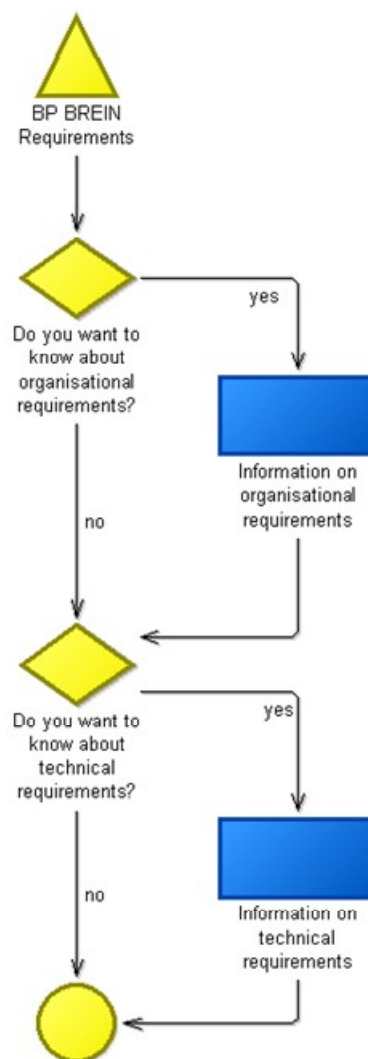 BP BREIN
Requirements
yes
Do you want to
know about
organisational
requirements?
Information on
organisational
requirements
no
yes
Do you want to
know about
technical
requirements?
Information on
technical
requirements
no